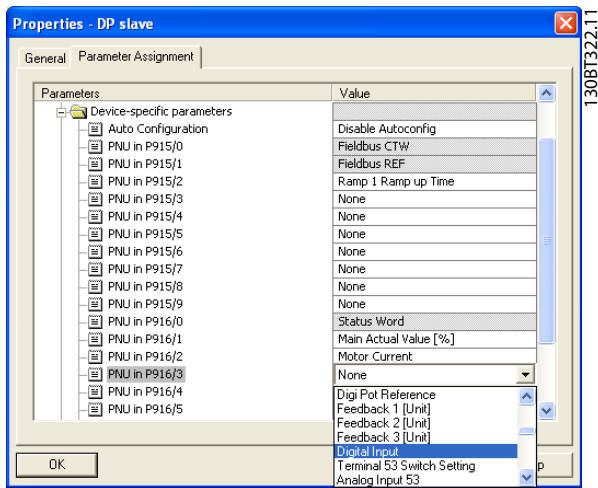 Properties - DP slave
130BT322.11
General Parameter Assignment
Parameters Value
Device-specific parameters
Auto Configuration Disable Autoconfig
PNU in P915/0 Fieldbus CTW
PNU in P915/1 Fieldbus REF
PNU in P915/2 Ramp 1 Ramp up Time
PNU in P915/3 None
PNU in P915/4 None
PNU in P915/5 None
PNU in P915/6 None
PNU in P915/7 None
PNU in P915/8 None
PNU in P915/9 None
PNU in P916/0 Status Word
PNU in P916/1 Main Actual Value [%]
PNU in P916/2 Motor Current
PNU in P916/3 None
PNU in P916/4 Digi Pot Reference
PNU in P916/5 Feedback 1 [Unit]
Feedback 2 [Unit]
Feedback 3 [Unit]
Digital Input
OK Terminal 53 Switch Setting p
Analog Input 53